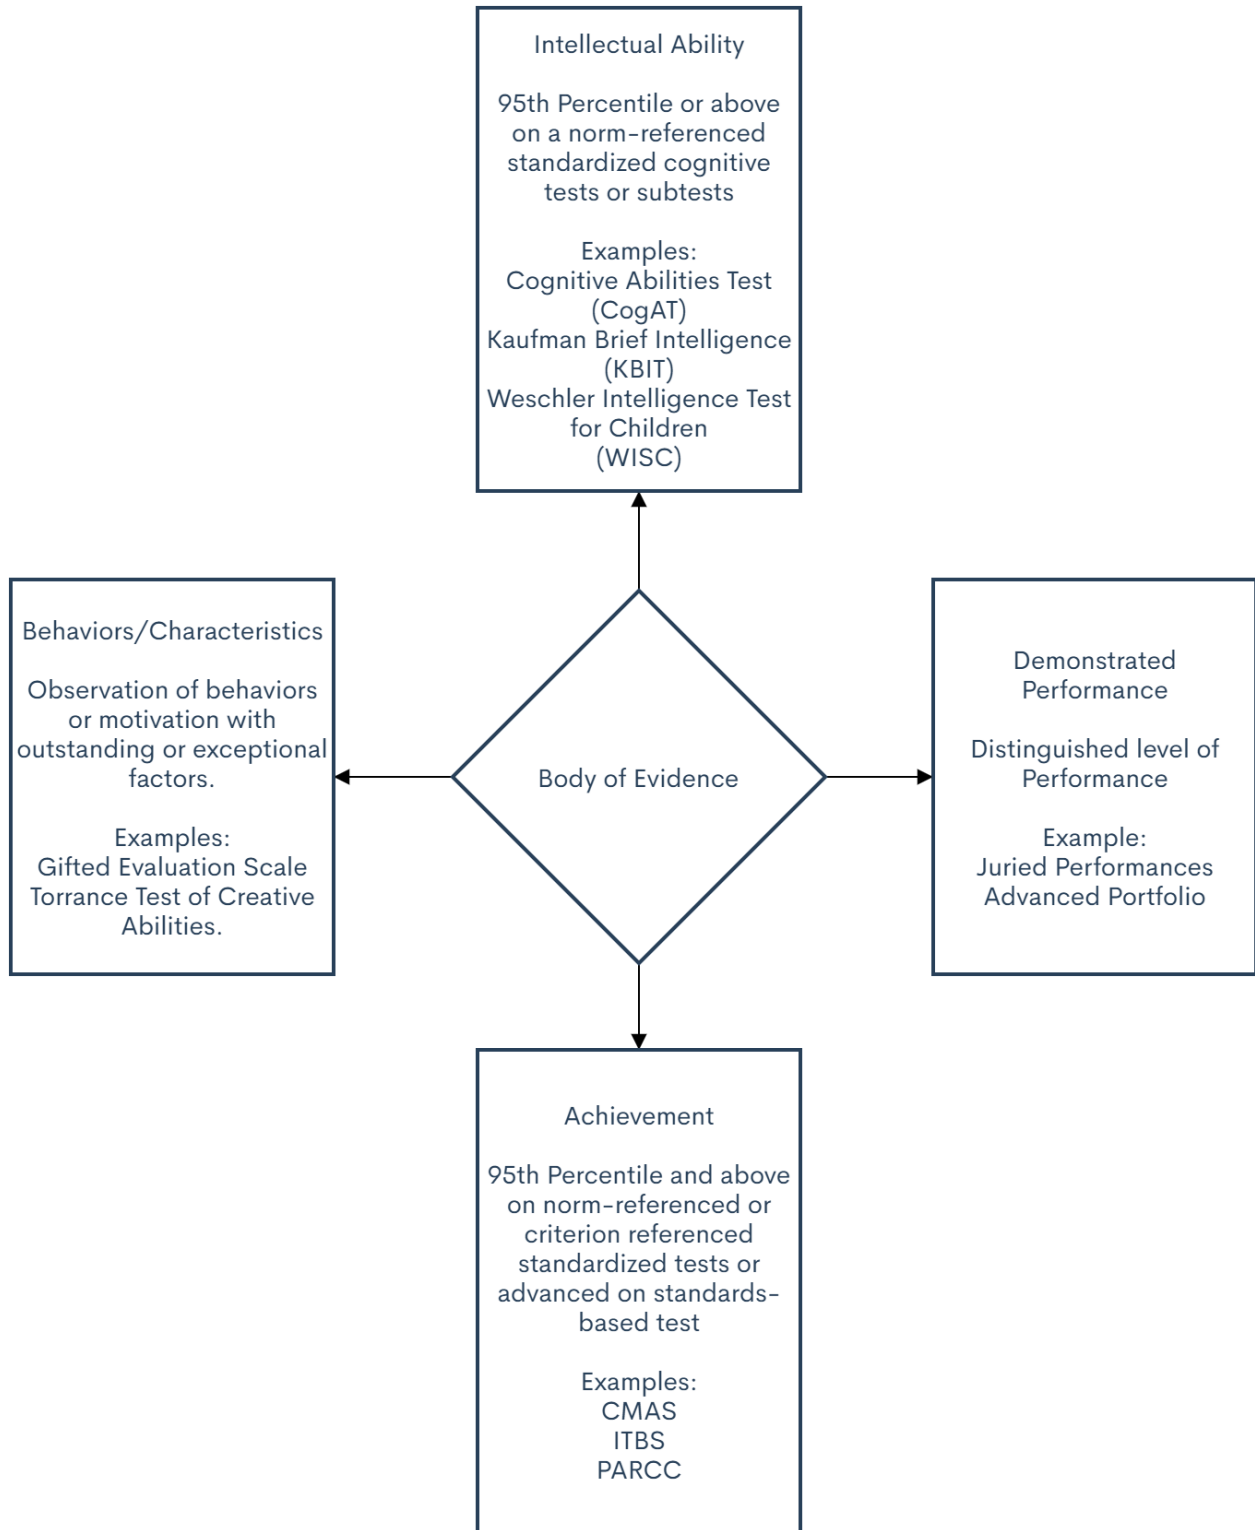 Intellectual Ability
95th Percentile or above
on a norm-referenced
standardized cognitive
tests or subtests
Examples:
Cognitive Abilities Test
(CogAT)
Kaufman Brief Intelligence
(KBIT)
Weschler Intelligence Test
for Children
(WISC)
Behaviors/Characteristics
Observation of behaviors
or motivation with
outstanding or exceptional
factors.
Examples:
Gifted Evaluation Scale
Torrance Test of Creative
Abilities.
Body of Evidence
Demonstrated
Performance
Distinguished level of
Performance
Example:
Juried Performances
Advanced Portfolio
Achievement
95th Percentile and above
on norm-referenced or
criterion referenced
standardized tests or
advanced on standards-
based test
Examples:
CMAS
ITBS
PARCC